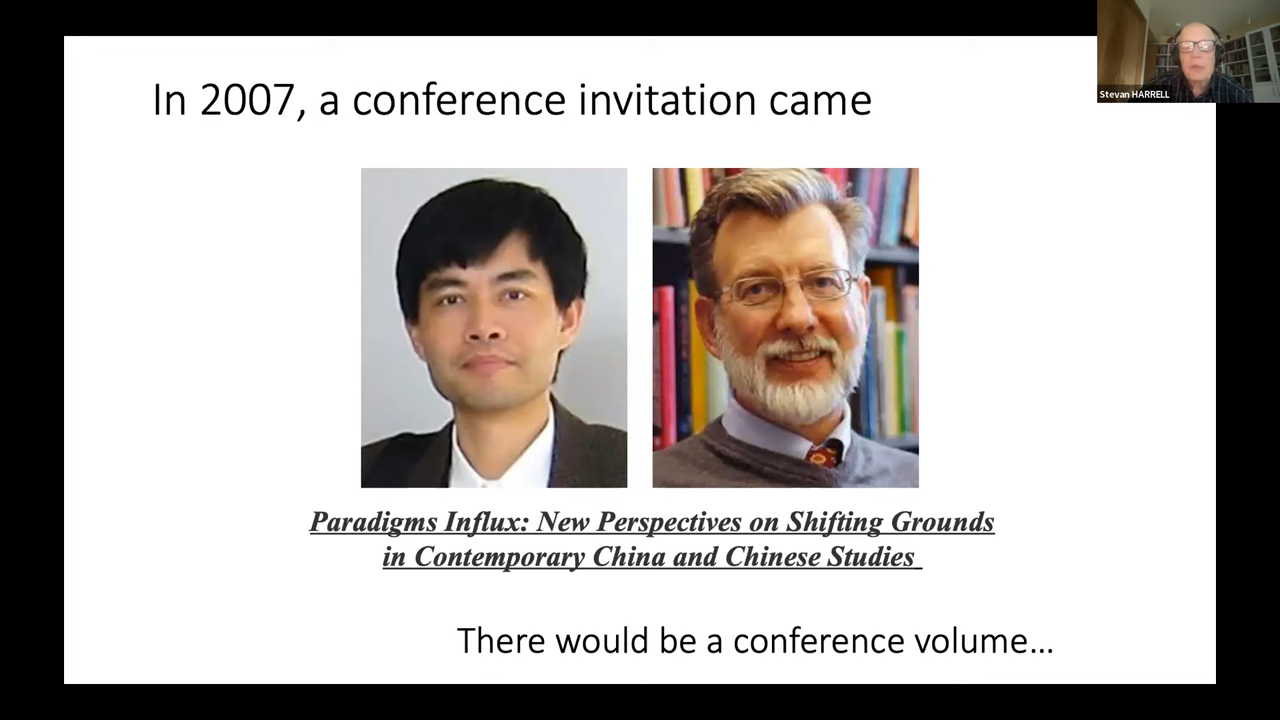 In 2007, a conference invitation came
Stevan HARRELL
Paradigms Influx: New Perspectives on Shifting Grounds
in Contemporary China and Chinese Studies
There would be a conference volume…